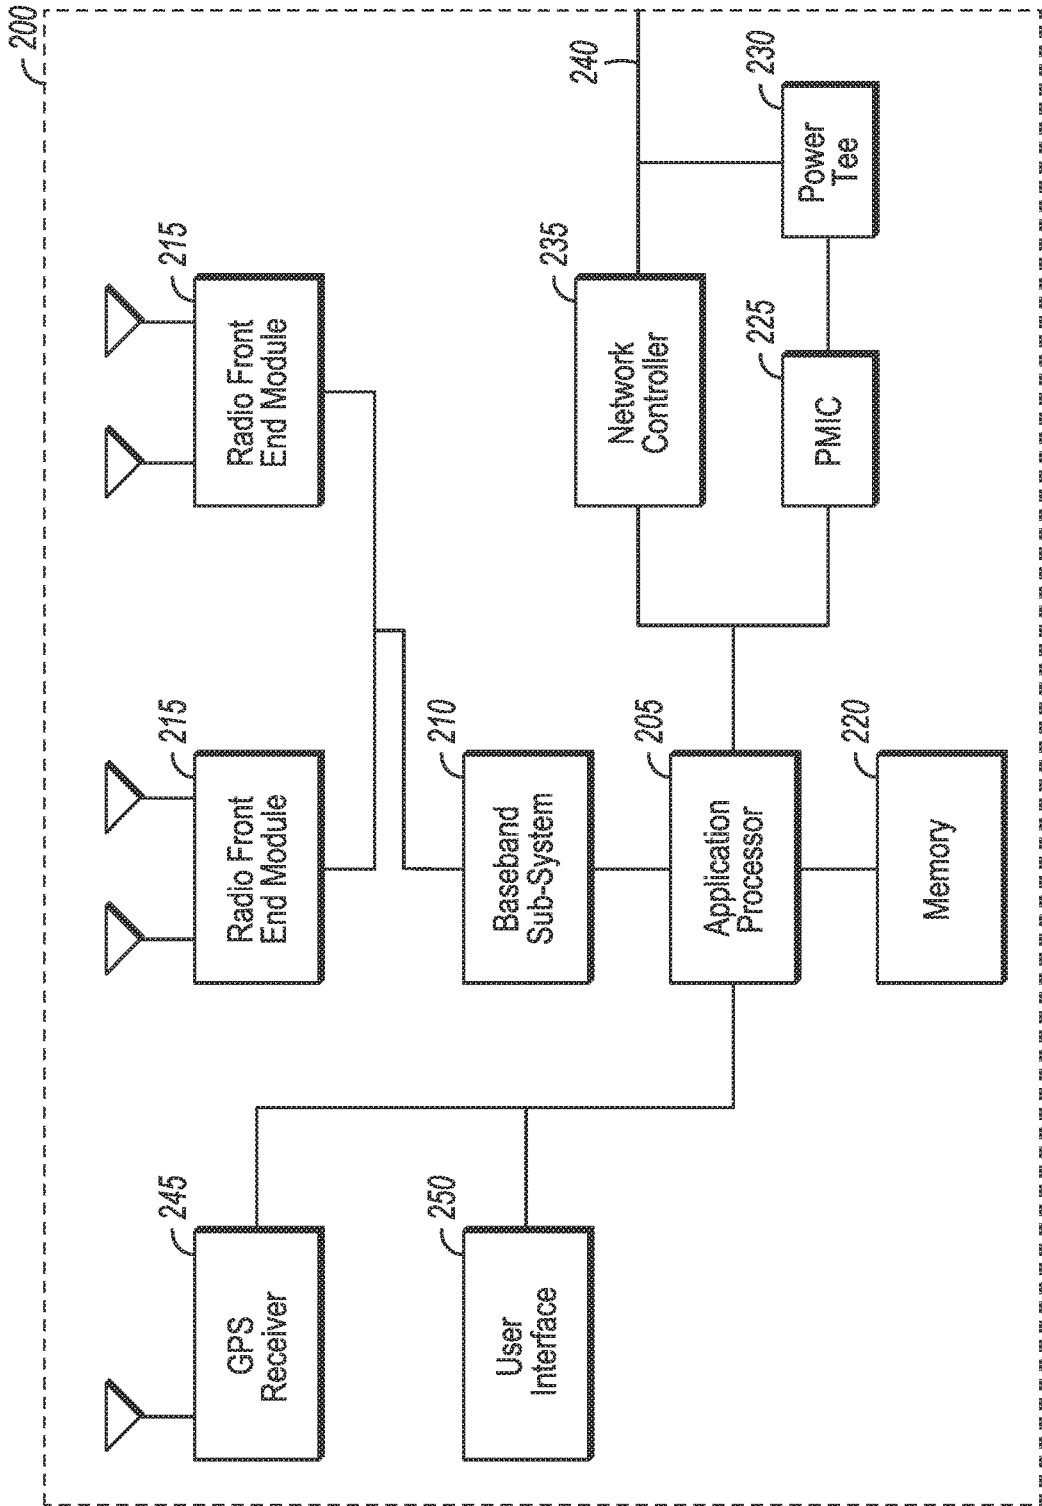 200
215
Radio Front
End Module
215
Radio Front
End Module
245
GPS
Receiver
240
230
Power
Tee
235
Network
Controller
225
PMIC
210
Baseband
Sub-System
205
Application
Processor
220
Memory
250
User
Interface